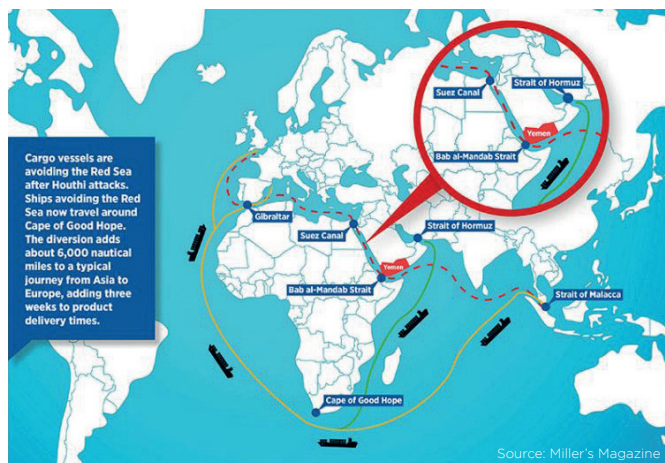 Suez Canal
Strait of Hormuz
Yemen
Bab al-Mandab Strait
Cargo vessels are
avoiding the Red Sea
after Houthi attacks.
Ships avoiding the Red
Sea now travel around
Cape of Good Hope.
The diversion adds
about 6,000 nautical
miles to a typical
journey from Asia to
Europe, adding three
weeks to product
delivery times.
Gibraltar
Suez Canal
Strait of Hormuz
Yemen
Bab al-Mandab Strait
Strait of Malacca
Cape of Good Hope
Source: Miller's Magazine